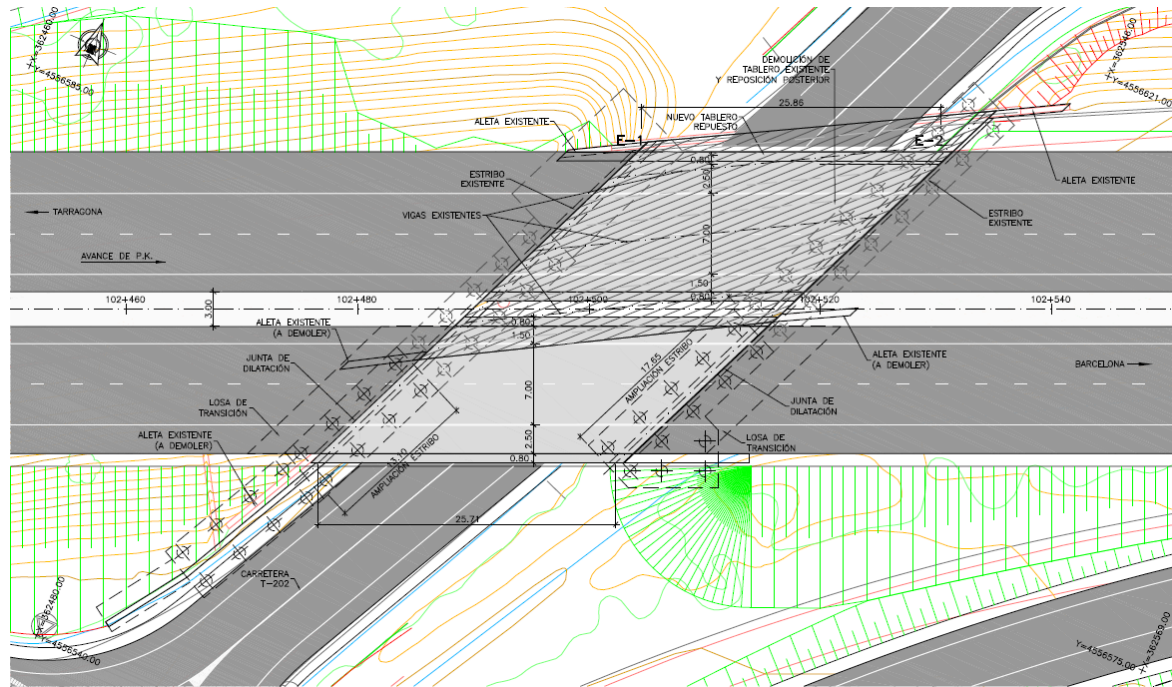 X=362460.00
Y=4556585.00
DEMOLICIÓN DE
TABLERO EXISTENTE
Y REPOSICIÓN POSTERIOR
25.86
X=362548.00
Y=4556621.00
ALETA EXISTENTE
NUEVO TABLERO
REPUESTO
E-1
E-2
0.80
2.50
ESTRIBO
EXISTENTE
ALETA EXISTENTE
TARRAGONA
VIGAS EXISTENTES
ESTRIBO
EXISTENTE
7.00
AVANCE DE P.K.
1.50
0.80
102+460
102+480
102+500
102+520
102+540
3.00
0.80
1.50
ALETA EXISTENTE
(A DEMOLER)
ALETA EXISTENTE
(A DEMOLER)
JUNTA DE
DILATACIÓN
17.65
AMPLIACIÓN ESTRIBO
BARCELONA
7.00
LOSA DE
TRANSICIÓN
JUNTA DE
DILATACIÓN
ALETA EXISTENTE
(A DEMOLER)
2.50
LOSA DE
TRANSICIÓN
0.80
13.10
AMPLIACIÓN ESTRIBO
25.71
CARRETERA
T-202
X=362480.00
Y=4556540.00
X=362569.00
Y=4556575.00